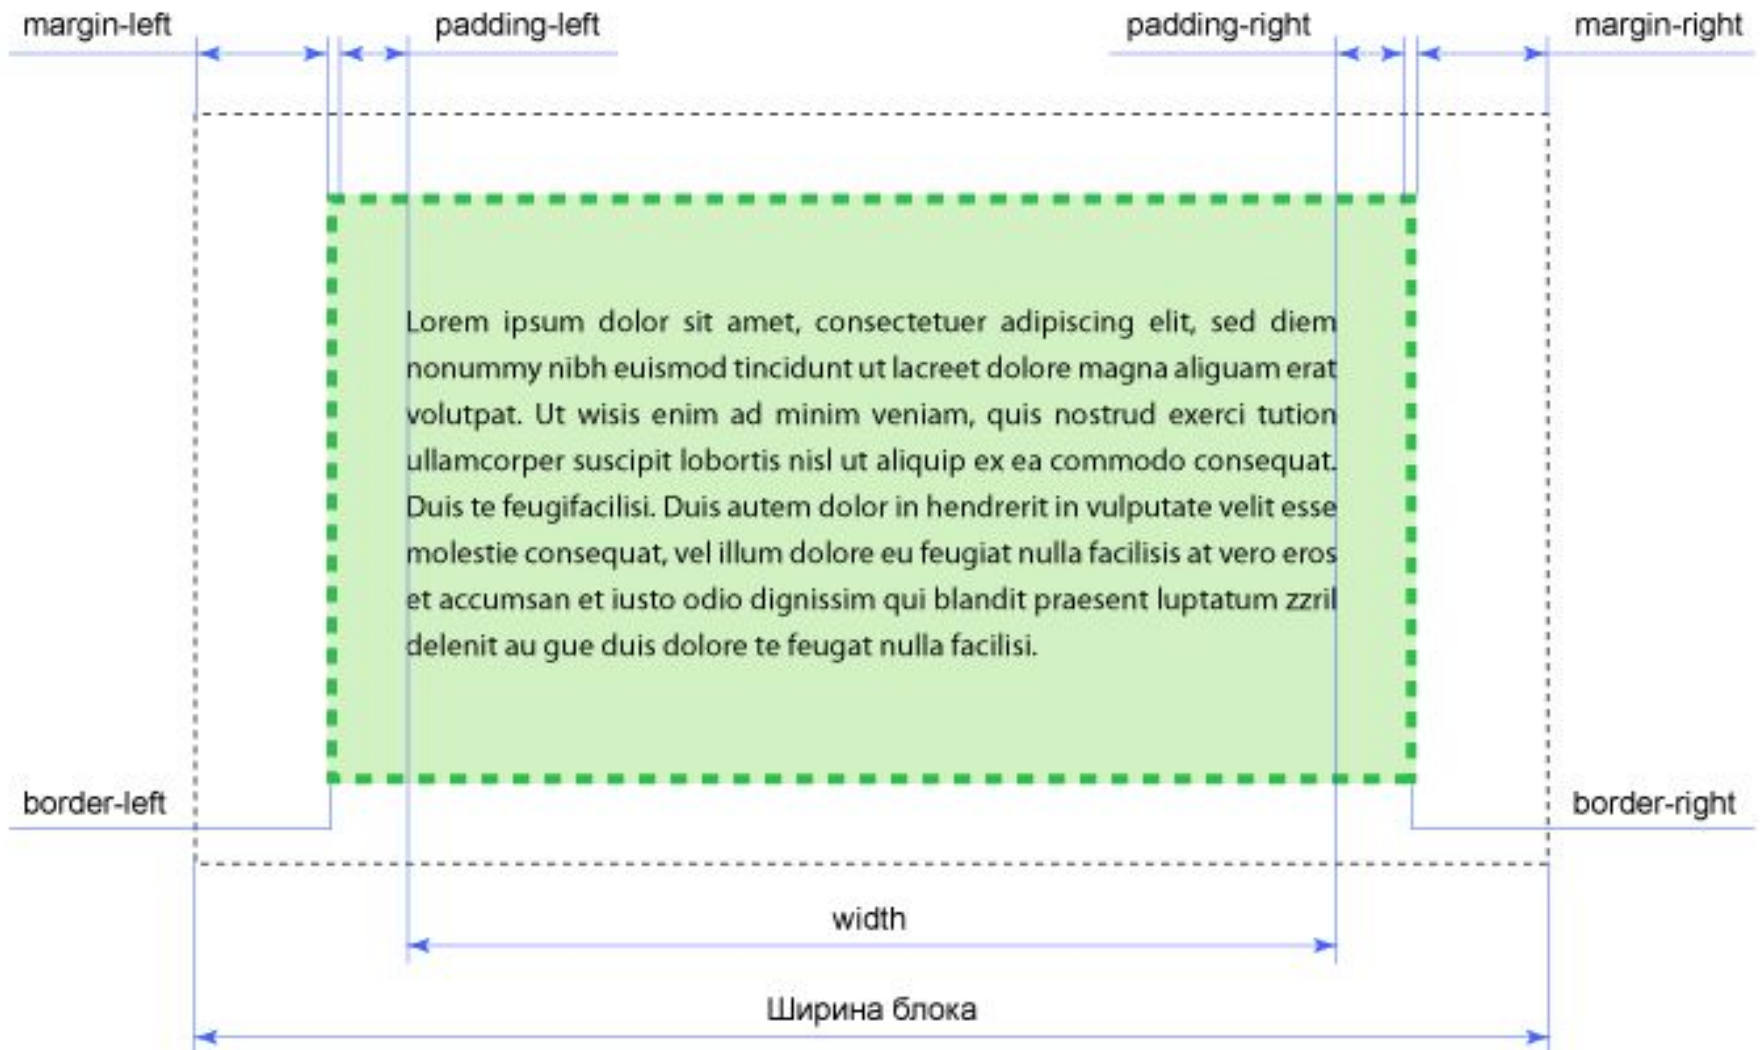 margin-left
padding-left
padding-right
margin-right
Lorem ipsum dolor sit amet, consectetuer adipiscing elit, sed diem
nonummy nibh euismod tincidunt ut lacreet dolore magna aliguam erat
volutpat. Ut wisis enim ad minim veniam, quis nostrud exerci tution
ullamcorper suscipit lobortis nisl ut aliquip ex ea commodo consequat.
Duis te feugifacilisi. Duis autem dolor in hendrerit in vulputate velit esse
molestie consequat, vel illum dolore eu feugiat nulla facilisis at vero eros
et accumsan et iusto odio dignissim qui blandit praesent luptatum zzril
delenit au gue duis dolore te feugat nulla facilisi.
border-left
border-right
width
Ширина блока